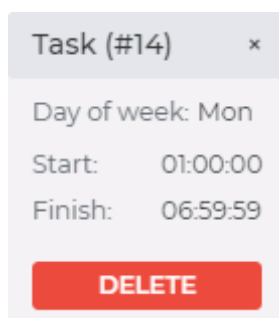 Task (#14) ×
Day of week: Mon
Start: 01:00:00
Finish: 06:59:59
DELETE